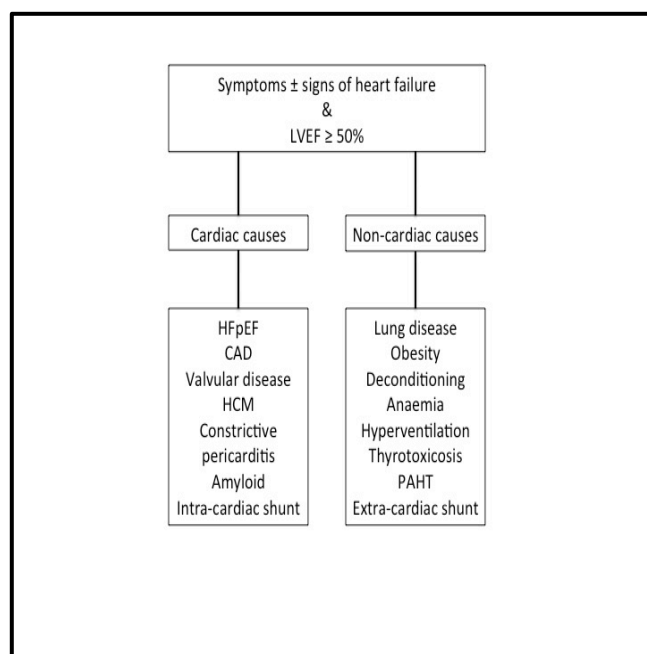 Symptoms ± signs of heart failure
&
LVEF ≥ 50%
Cardiac causes
Non-cardiac causes
HFpEF
CAD
Valvular disease
HCM
Constrictive
pericarditis
Amyloid
Intra-cardiac shunt
Lung disease
Obesity
Deconditioning
Anaemia
Hyperventilation
Thyrotoxicosis
PAHT
Extra-cardiac shunt